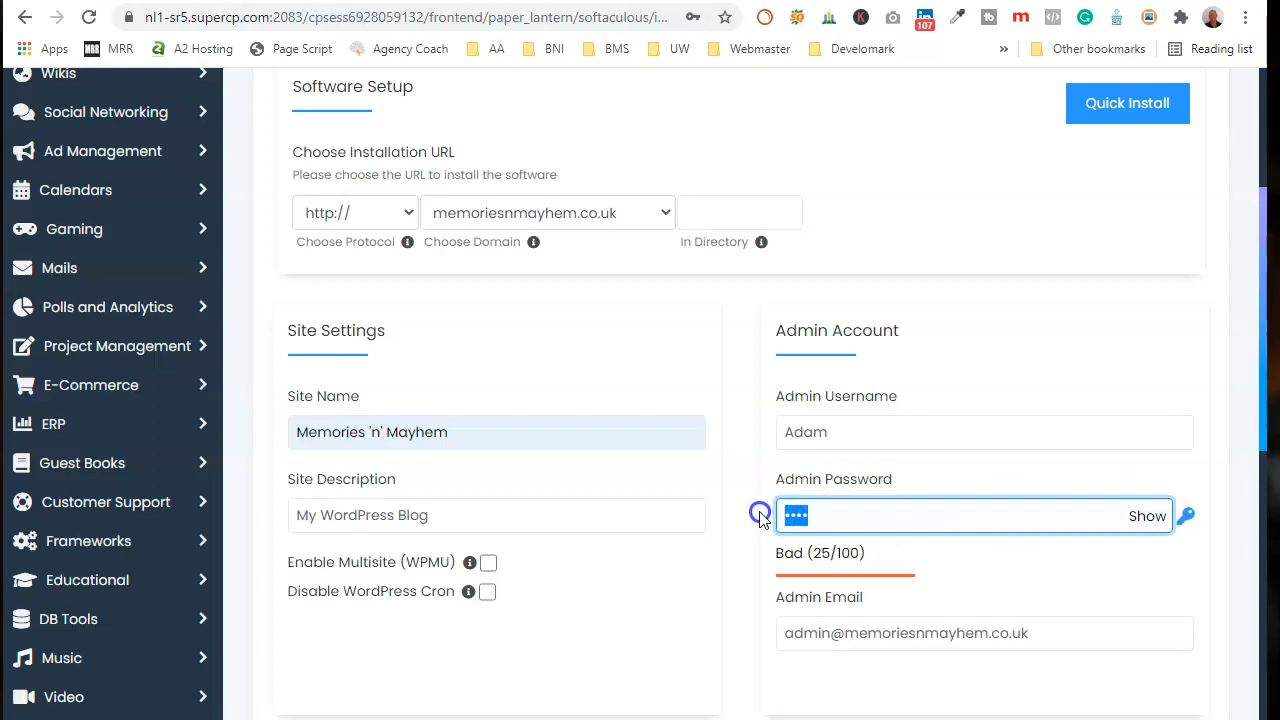 nl1-sr5.supercp.com:2083/cpsess6928099132/frontend/paper_lantern/softaculous/i...
107
Apps
MRR
MRR
A2 Hosting
Page Script
Agency Coach
AA
BNI
BMS
UW
Webmaster
Devedmark
»
Other bookmarks
Reading list
Wikis
Social Networking
Ad Management
Calendars
Gaming
Mails
Polls and Analytics
Project Management
E-Commerce
ERP
Guest Books
Customer Support
Frameworks
Educational
DB Tools
Music
Video
Software Setup
Quick Install
Choose Installation URL
Please choose the URL to install the software
http://
memoriesnmayhem.co.uk
Choose Protocol
Choose Domain
In Directory
Site Settings
Site Name
Memories 'n' Mayhem
Site Description
My WordPress Blog
Enable Multisite (WPMU)
Disable WordPress Cron
Admin Account
Admin Username
Adam
Admin Password
••••
Show
Bad (25/100)
Admin Email
admin@memoriesnmayhem.co.uk